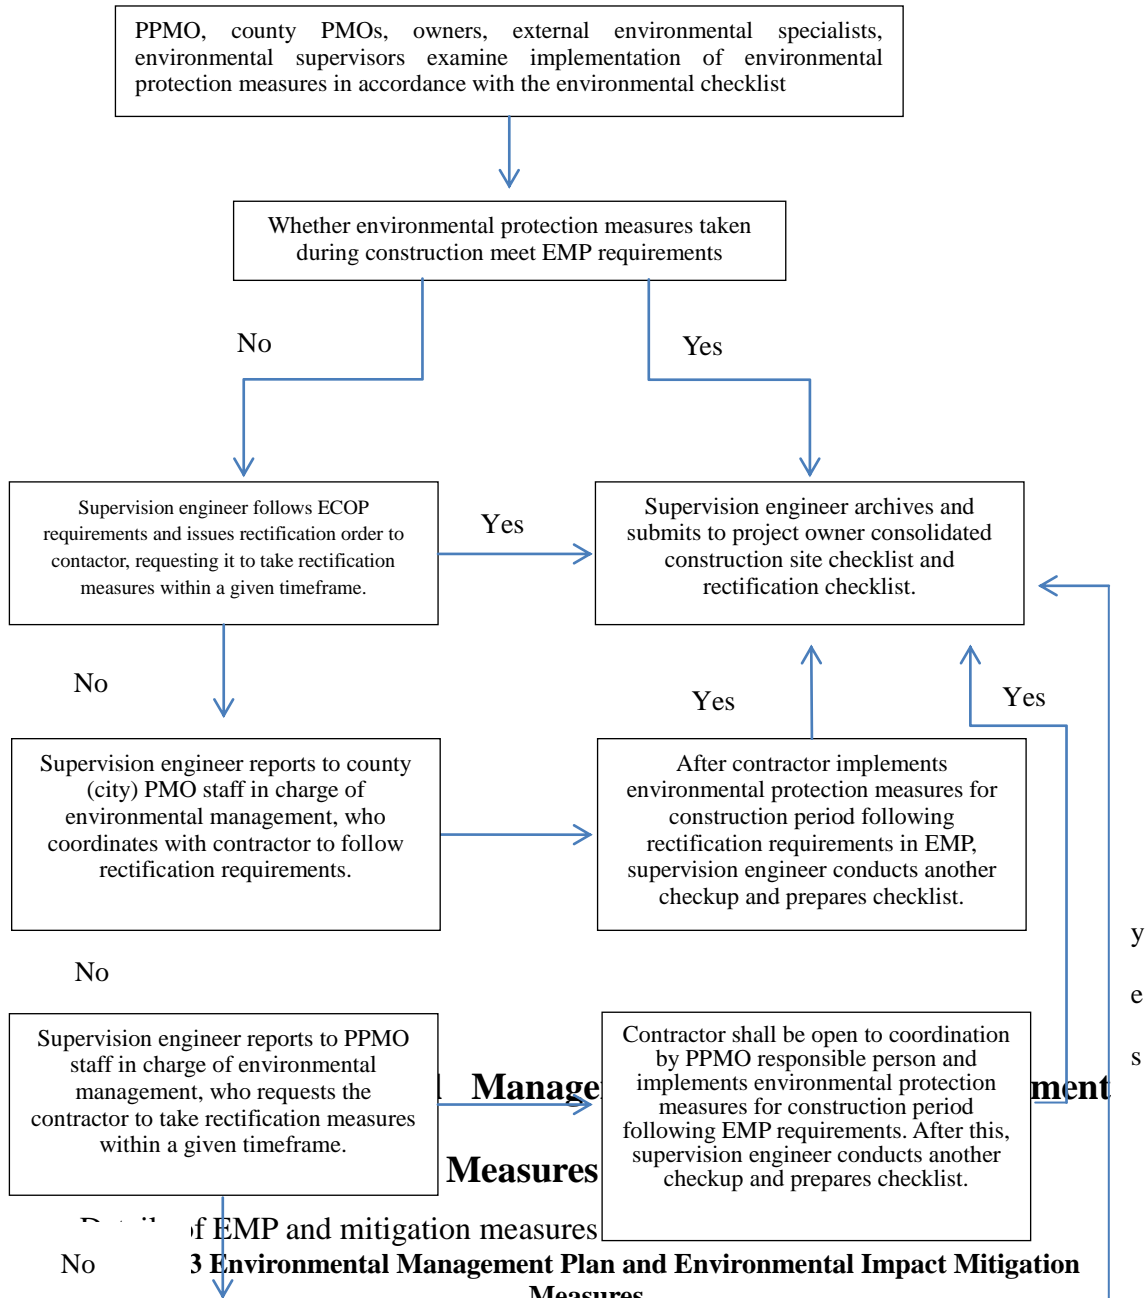 PPMO, county PMOs, owners, external environmental specialists,
environmental supervisors examine implementation of environmental
protection measures in accordance with the environmental checklist
Whether environmental protection measures taken
during construction meet EMP requirements
No
Yes
Supervision engineer follows ECOP
requirements and issues rectification order to
contactor, requesting it to take rectification
measures within a given timeframe.
Yes
Supervision engineer archives and
submits to project owner consolidated
construction site checklist and
rectification checklist.
No
Yes
Yes
Supervision engineer reports to county
(city) PMO staff in charge of
environmental management, who
coordinates with contractor to follow
rectification requirements.
After contractor implements
environmental protection measures for
construction period following
rectification requirements in EMP,
supervision engineer conducts another
checkup and prepares checklist.
y
e
s
No
Supervision engineer reports to PPMO
staff in charge of environmental
management, who requests the
contractor to take rectification measures
within a given timeframe.
Contractor shall be open to coordination
by PPMO responsible person and
implements environmental protection
measures for construction period
following EMP requirements. After this,
supervision engineer conducts another
checkup and prepares checklist.
Measures
of EMP and mitigation measures
No
3 Environmental Management Plan and Environmental Impact Mitigation
Measures